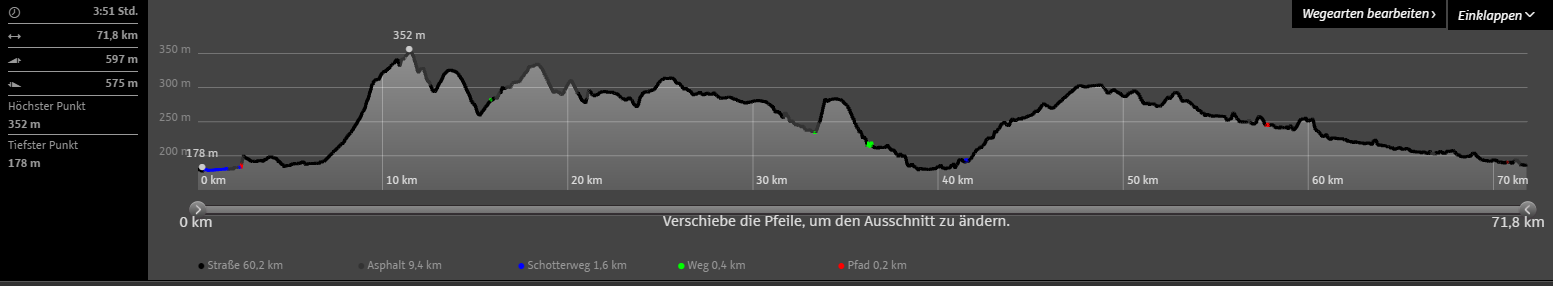 3:51 Std.
71,8 km
597 m
575 m
Höchster Punkt
352 m
Tiefster Punkt
178 m
Wegearten bearbeiten ›
Einklappen
352 m
350 m
300 m
250 m
200 m
178 m
0 km 10 km 20 km 30 km 40 km 50 km 60 km 70 km
0 km Verschiebe die Pfeile, um den Ausschnitt zu ändern. 71,8 km
Straße 60,2 km Asphalt 9,4 km Schotterweg 1,6 km Weg 0,4 km Pfad 0,2 km